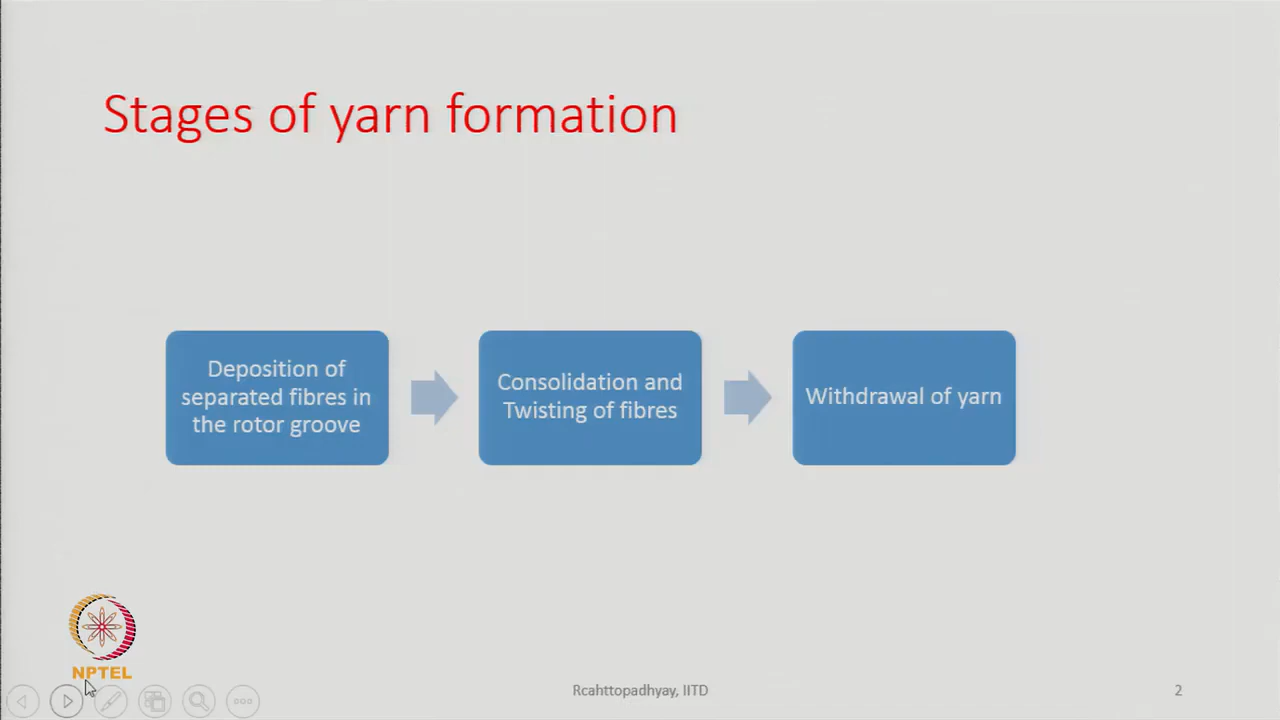 Stages of yarn formation
Deposition of
separated fibres in
the rotor groove
Consolidation and
Twisting of fibres
Withdrawal of yarn
NPTEL
Rcahttopadhyay, IITD
2